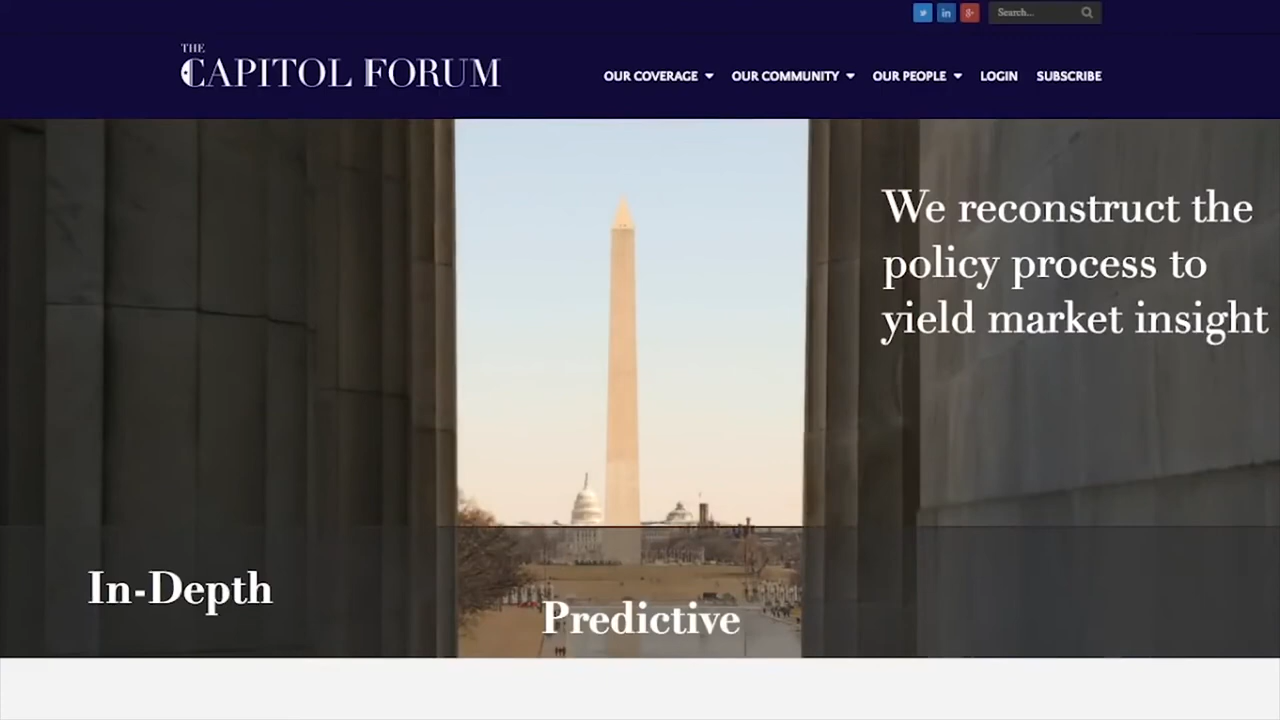 Search...
THE
CAPITOL FORUM
OUR COVERAGE
OUR COMMUNITY
OUR PEOPLE
LOGIN
SUBSCRIBE
We reconstruct the
policy process to
yield market insight
In-Depth
Predictive